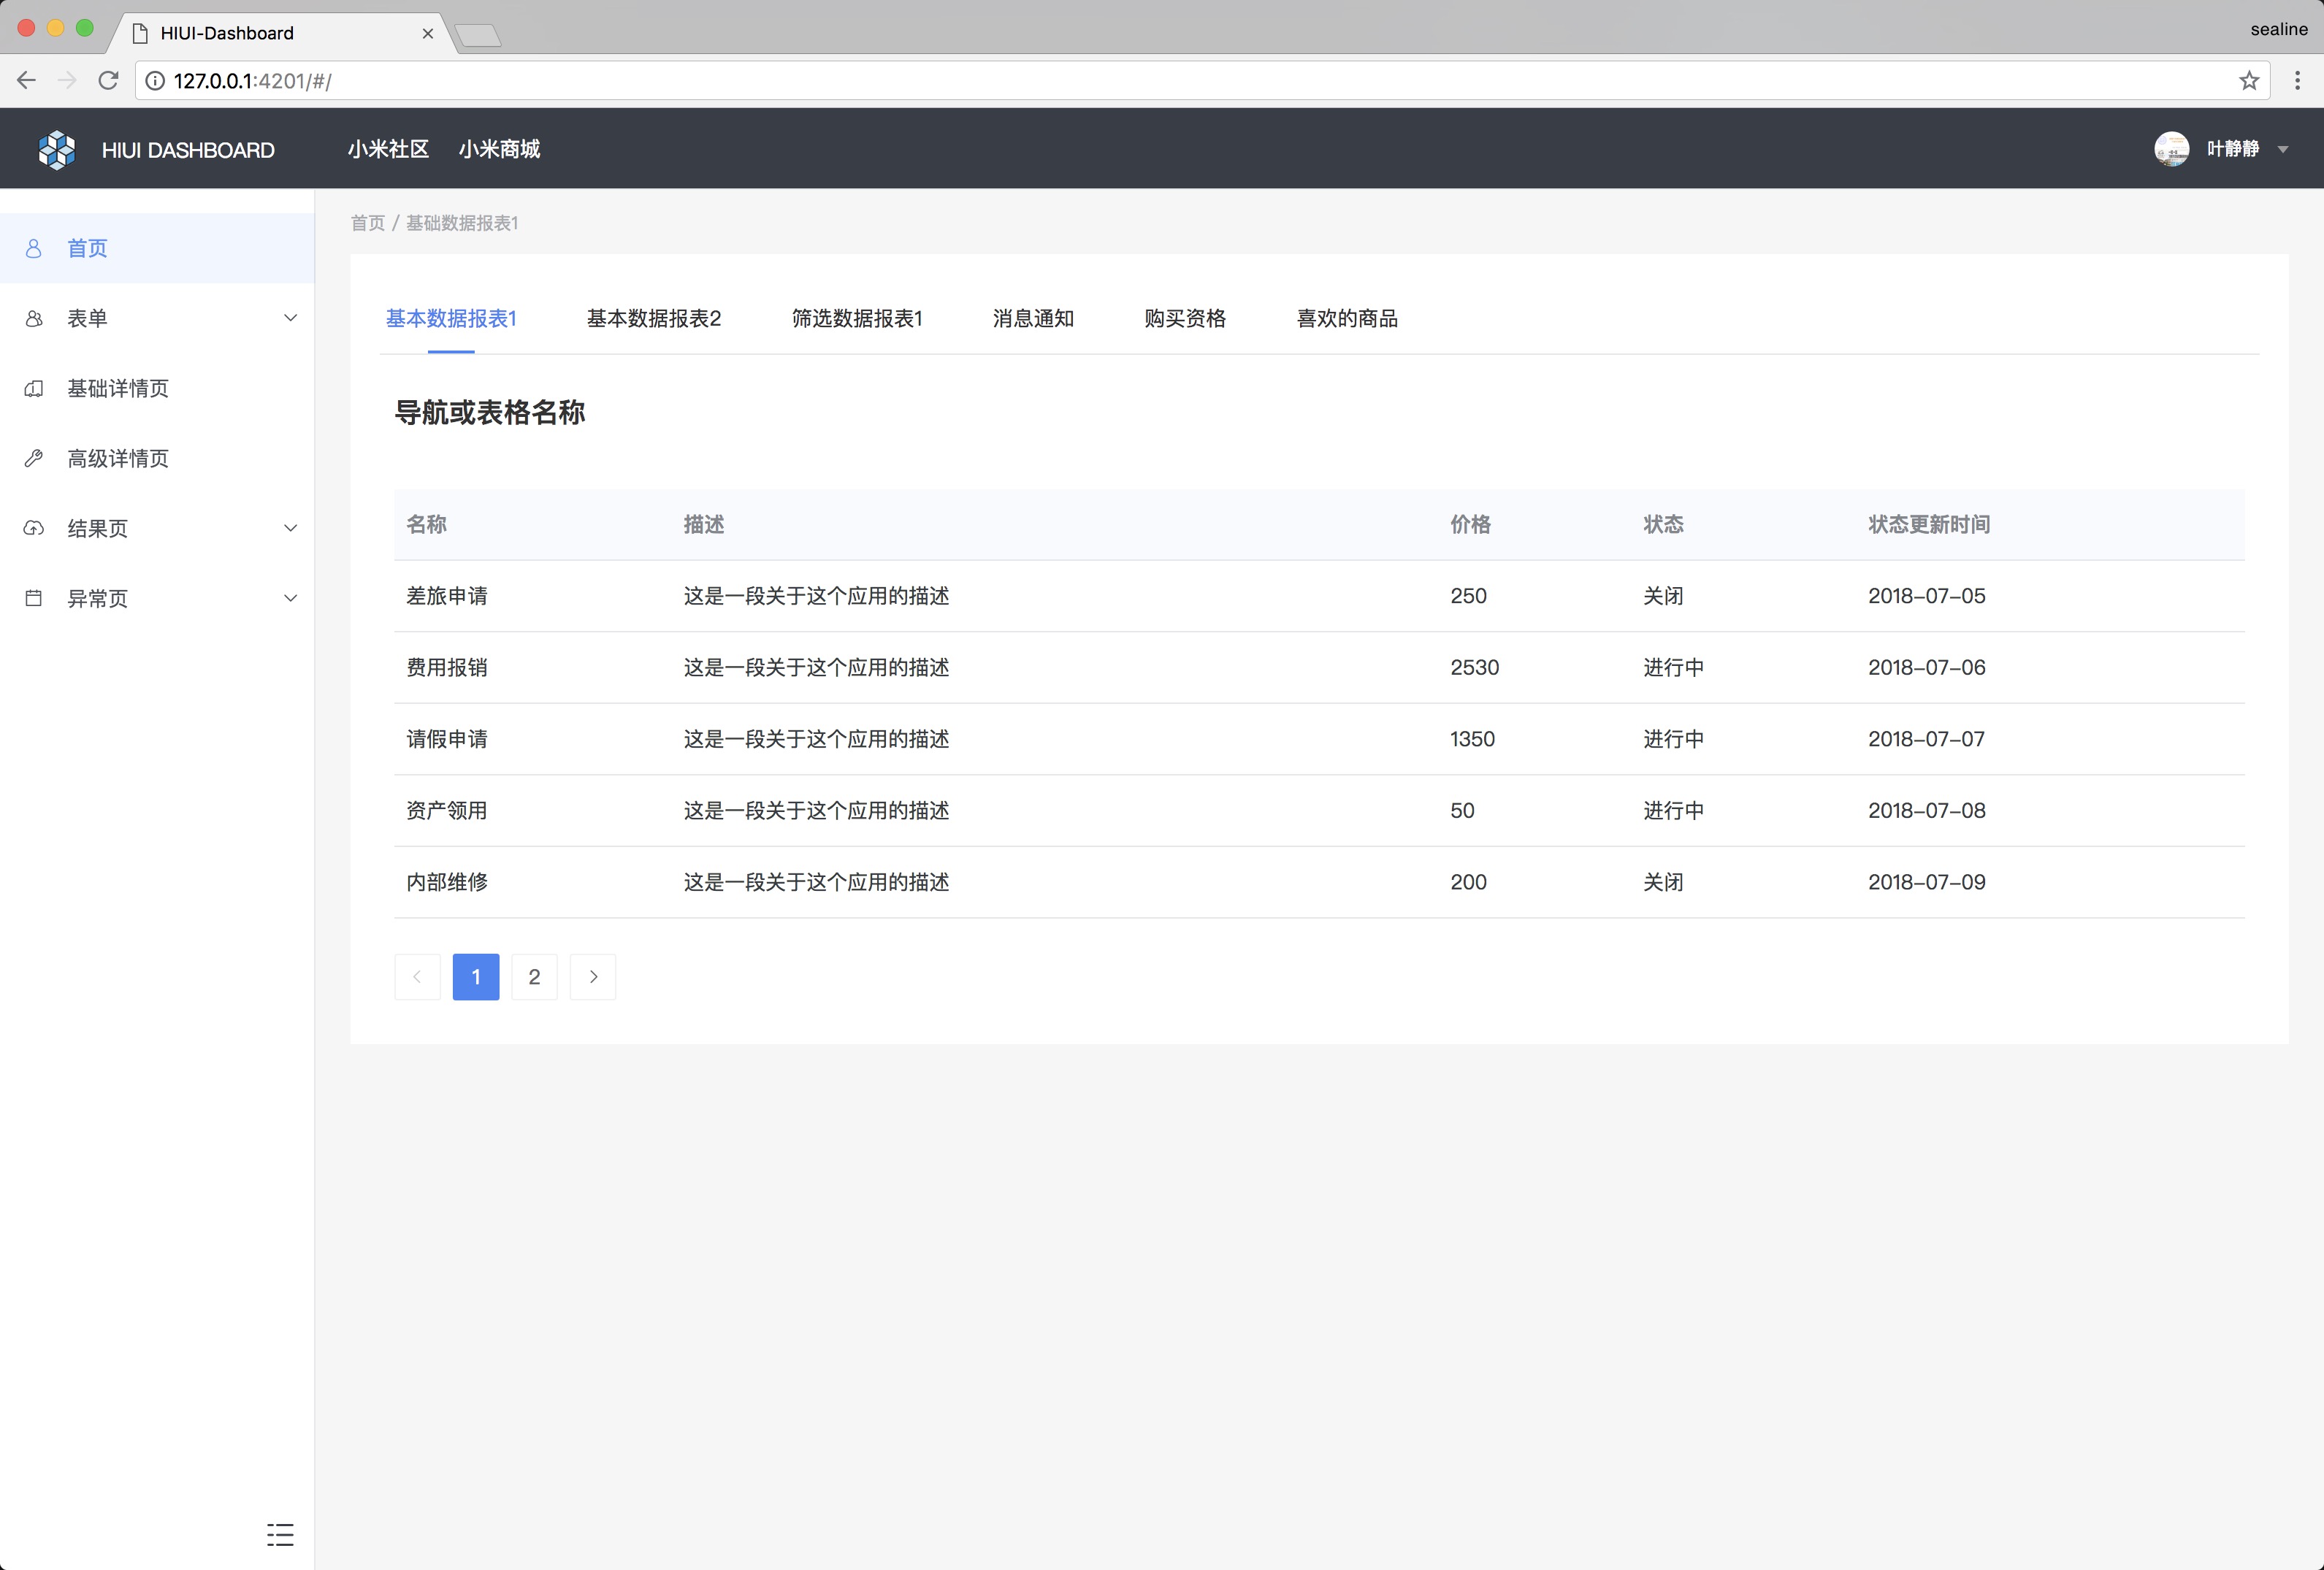 HIUI-Dashboard
sealine
127.0.0.1:4201/#/
HIUI DASHBOARD 小米社区 小米商城 叶静静
首页
表单
基础详情页
高级详情页
结果页
异常页
首页 / 基础数据报表1
基本数据报表1 基本数据报表2 筛选数据报表1 消息通知 购买资格 喜欢的商品
导航或表格名称
名称 描述 价格 状态 状态更新时间
差旅申请 这是一段关于这个应用的描述 250 关闭 2018-07-05
费用报销 这是一段关于这个应用的描述 2530 进行中 2018-07-06
请假申请 这是一段关于这个应用的描述 1350 进行中 2018-07-07
资产领用 这是一段关于这个应用的描述 50 进行中 2018-07-08
内部维修 这是一段关于这个应用的描述 200 关闭 2018-07-09
1 2